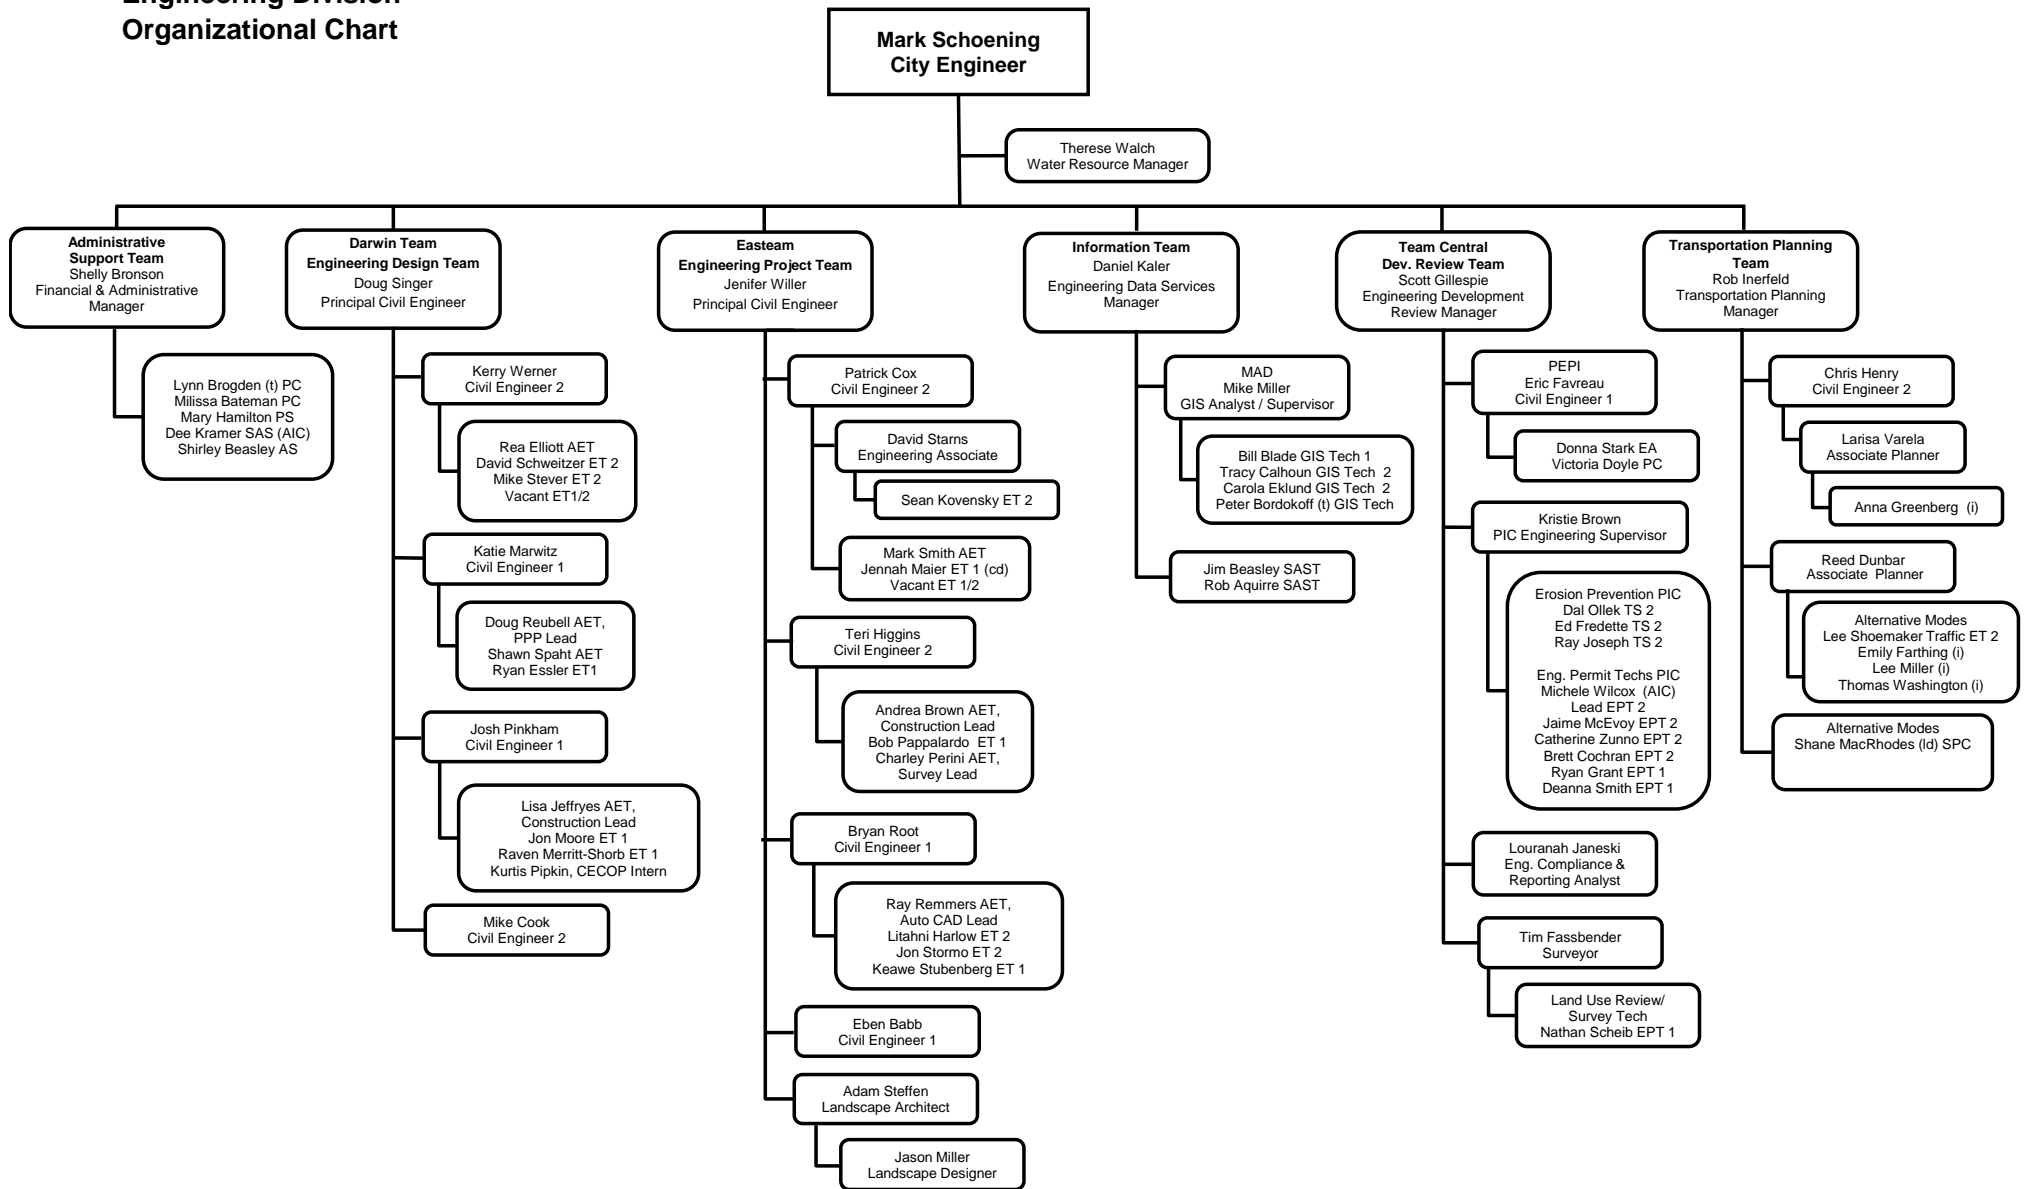 Engineering Division
Organizational Chart
Mark Schoening
City Engineer
Therese Walch
Water Resource Manager
Administrative
Support Team
Shelly Bronson
Financial & Administrative
Manager
Lynn Brogden (t) PC
Milissa Bateman PC
Mary Hamilton PS
Dee Kramer SAS (AIC)
Shirley Beasley AS
Darwin Team
Engineering Design Team
Doug Singer
Principal Civil Engineer
Kerry Werner
Civil Engineer 2
Rea Elliott AET
David Schweitzer ET 2
Mike Stever ET 2
Vacant ET1/2
Katie Marwitz
Civil Engineer 1
Doug Reubell AET,
PPP Lead
Shawn Spaht AET
Ryan Essler ET1
Josh Pinkham
Civil Engineer 1
Lisa Jeffryes AET,
Construction Lead
Jon Moore ET 1
Raven Merritt-Shorb ET 1
Kurtis Pipkin, CECOP Intern
Mike Cook
Civil Engineer 2
Easteam
Engineering Project Team
Jenifer Willer
Principal Civil Engineer
Patrick Cox
Civil Engineer 2
David Starns
Engineering Associate
Sean Kovensky ET 2
Mark Smith AET
Jennah Maier ET 1 (cd)
Vacant ET 1/2
Teri Higgins
Civil Engineer 2
Andrea Brown AET,
Construction Lead
Bob Pappalardo ET 1
Charley Perini AET,
Survey Lead
Bryan Root
Civil Engineer 1
Ray Remmers AET,
Auto CAD Lead
Litahni Harlow ET 2
Jon Stormo ET 2
Keawe Stubenberg ET 1
Eben Babb
Civil Engineer 1
Adam Steffen
Landscape Architect
Jason Miller
Landscape Designer
Information Team
Daniel Kaler
Engineering Data Services
Manager
MAD
Mike Miller
GIS Analyst / Supervisor
Bill Blade GIS Tech 1
Tracy Calhoun GIS Tech 2
Carola Eklund GIS Tech 2
Peter Bordokoff (t) GIS Tech
Jim Beasley SAST
Rob Aquirre SAST
Team Central
Dev. Review Team
Scott Gillespie
Engineering Development
Review Manager
PEPI
Eric Favreau
Civil Engineer 1
Donna Stark EA
Victoria Doyle PC
Kristie Brown
PIC Engineering Supervisor
Erosion Prevention PIC
Dal Ollek TS 2
Ed Fredette TS 2
Ray Joseph TS 2
Eng. Permit Techs PIC
Michele Wilcox (AIC)
Lead EPT 2
Jaime McEvoy EPT 2
Catherine Zunno EPT 2
Brett Cochran EPT 2
Ryan Grant EPT 1
Deanna Smith EPT 1
Louranah Janeski
Eng. Compliance &
Reporting Analyst
Tim Fassbender
Surveyor
Land Use Review/
Survey Tech
Nathan Scheib EPT 1
Transportation Planning
Team
Rob Inerfeld
Transportation Planning
Manager
Chris Henry
Civil Engineer 2
Larisa Varela
Associate Planner
Anna Greenberg (i)
Reed Dunbar
Associate Planner
Alternative Modes
Lee Shoemaker Traffic ET 2
Emily Farthing (i)
Lee Miller (i)
Thomas Washington (i)
Alternative Modes
Shane MacRhodes (ld) SPC